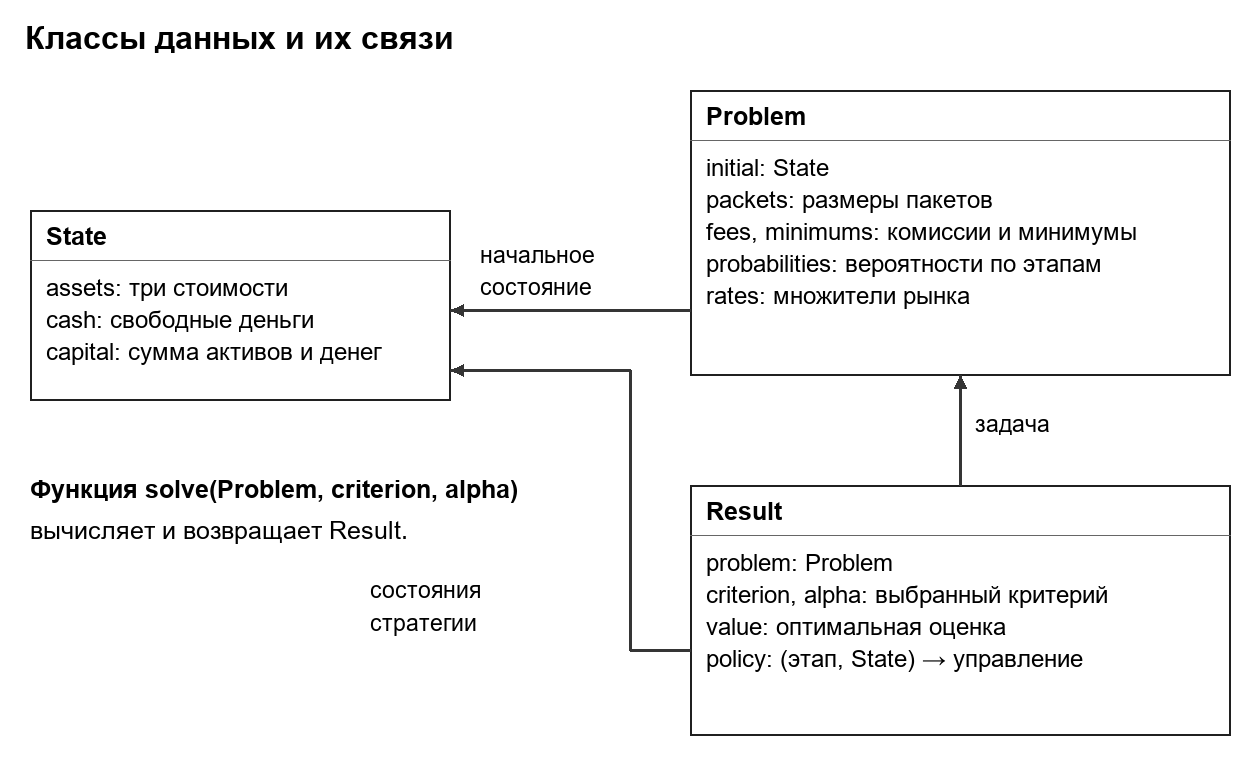 Классы данных и их связи
Problem
initial: State
packets: размеры пакетов
fees, minimums: комиссии и минимумы
probabilities: вероятности по этапам
rates: множители рынка
State
assets: три стоимости
cash: свободные деньги
capital: сумма активов и денег
начальное
состояние
задача
Функция solve(Problem, criterion, alpha)
вычисляет и возвращает Result.
состояния
стратегии
Result
problem: Problem
criterion, alpha: выбранный критерий
value: оптимальная оценка
policy: (этап, State) → управление